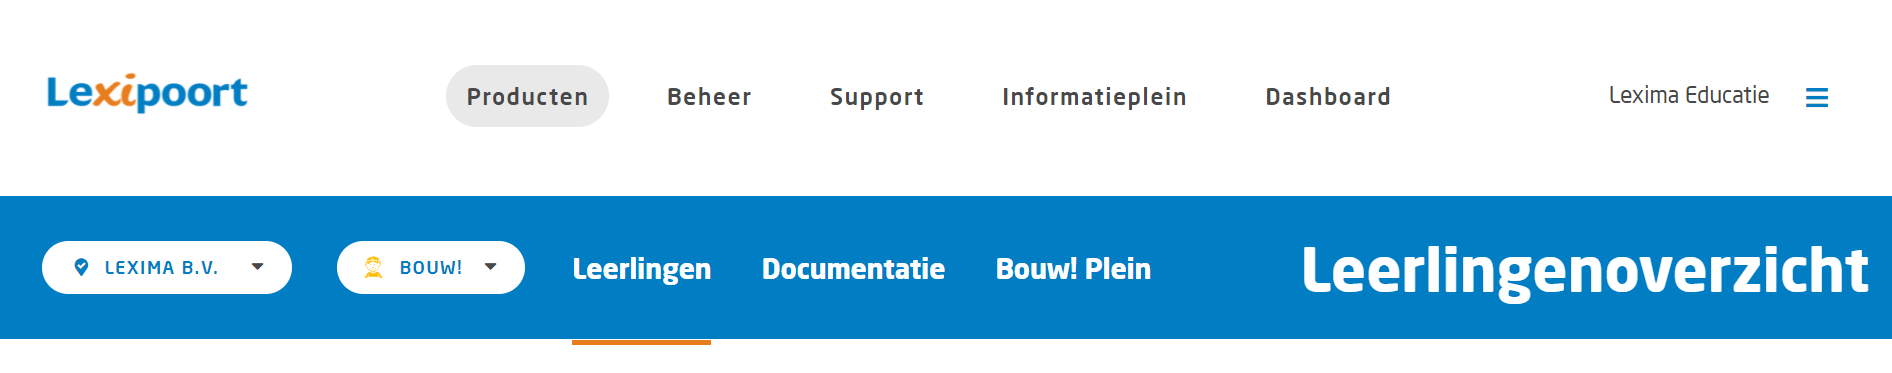 Lexipoort Producten Beheer Support Informatieplein Dashboard Lexima Educatie
LEXIMA B.V. BOUW! Leerlingen Documentatie Bouw! Plein Leerlingenoverzicht